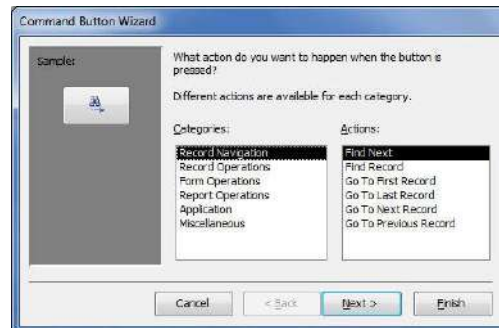 Command Button Wizard
Sample:
What action do you want to happen when the button is
pressed?
Different actions are available for each category.
Categories:
Actions:
Record Navigation
Record Operations
Form Operations
Report Operations
Application
Miscellaneous
Find Next
Find Record
Go To First Record
Go To Last Record
Go To Next Record
Go To Previous Record
Cancel
< Back
Next >
Finish